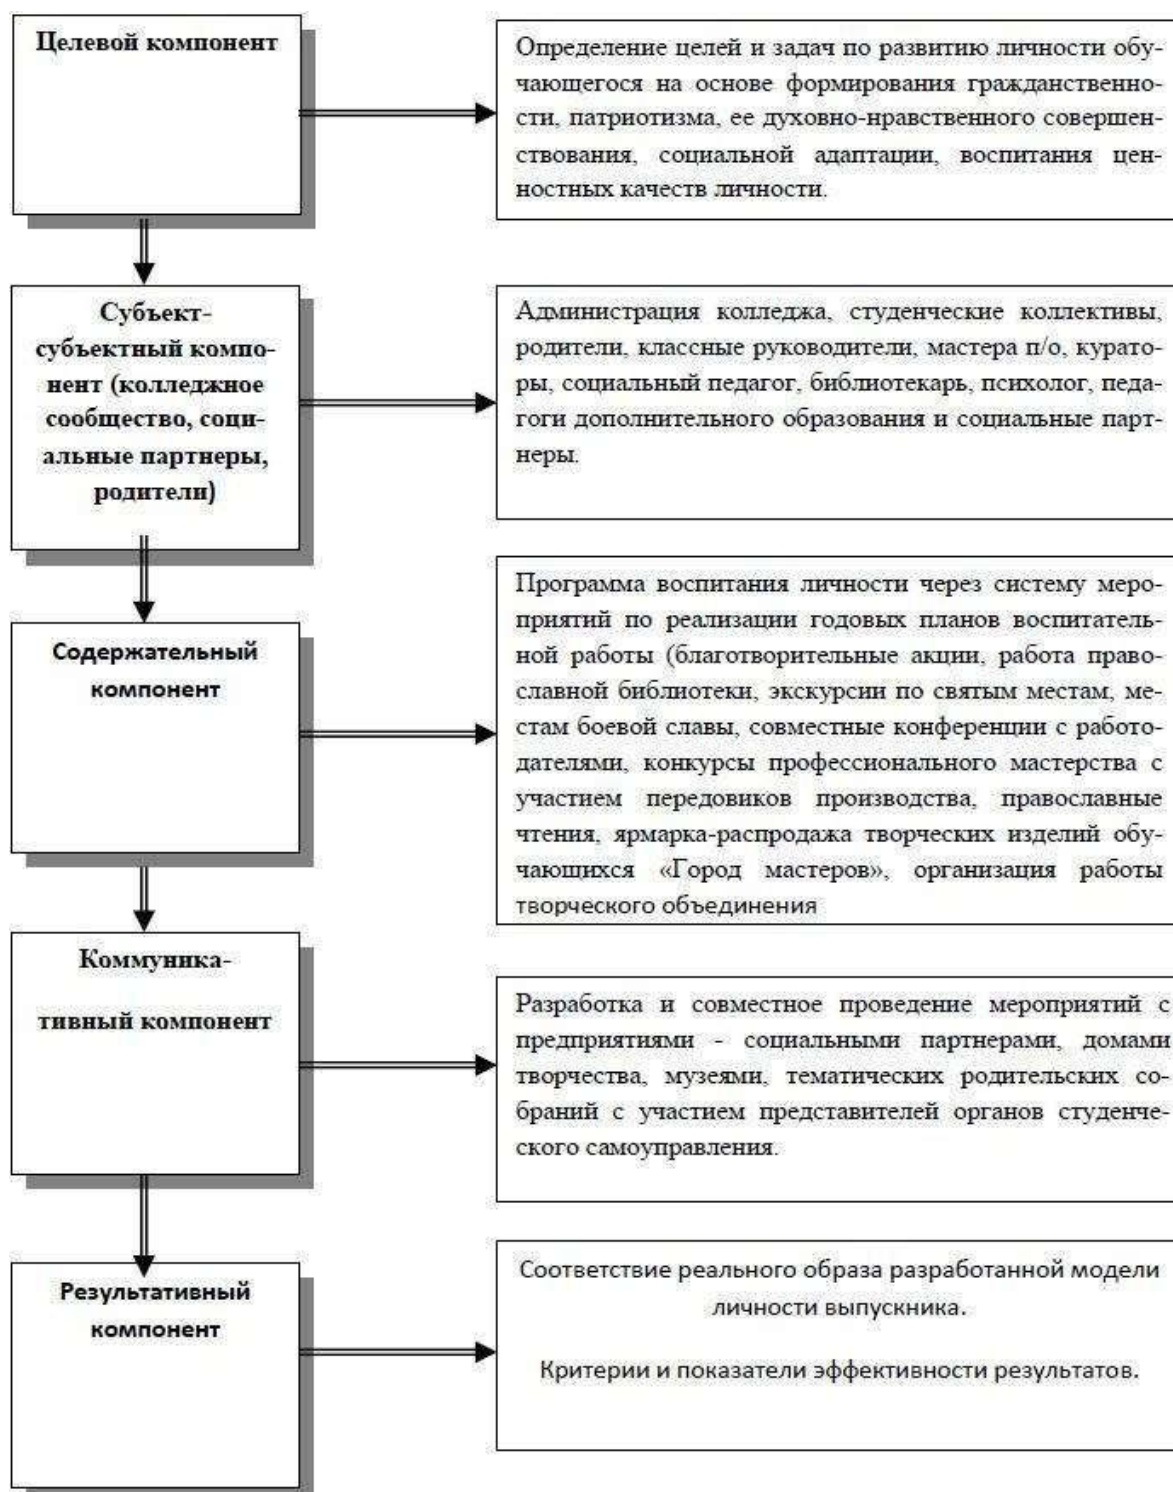 Целевой компонент
Определение целей и задач по развитию личности обу-
чающегося на основе формирования гражданственно-
сти, патриотизма, ее духовно-нравственного совершен-
ствования, социальной адаптации, воспитания цен-
ностных качеств личности.
Субъект-
субъектный компо-
нент (колледжное
сообщество, соци-
альные партнеры,
родители)
Администрация колледжа, студенческие коллективы,
родители, классные руководители, мастера п/о, курато-
ры, социальный педагог, библиотекарь, психолог, педа-
гоги дополнительного образования и социальные парт-
неры.
Содержательный
компонент
Программа воспитания личности через систему меро-
приятий по реализации годовых планов воспитатель-
ной работы (благотворительные акции, работа право-
славной библиотеки, экскурсии по святым местам, ме-
стам боевой славы, совместные конференции с работо-
дателями, конкурсы профессионального мастерства с
участием передовиков производства, православные
чтения, ярмарка-распродажа творческих изделий обу-
чающихся «Город мастеров», организация работы
творческого объединения
Коммуника-
тивный компонент
Разработка и совместное проведение мероприятий с
предприятиями - социальными партнерами, домами
творчества, музеями, тематических родительских со-
браний с участием представителей органов студенче-
ского самоуправления.
Результативный
компонент
Соответствие реального образа разработанной модели
личности выпускника.
Критерии и показатели эффективности результатов.